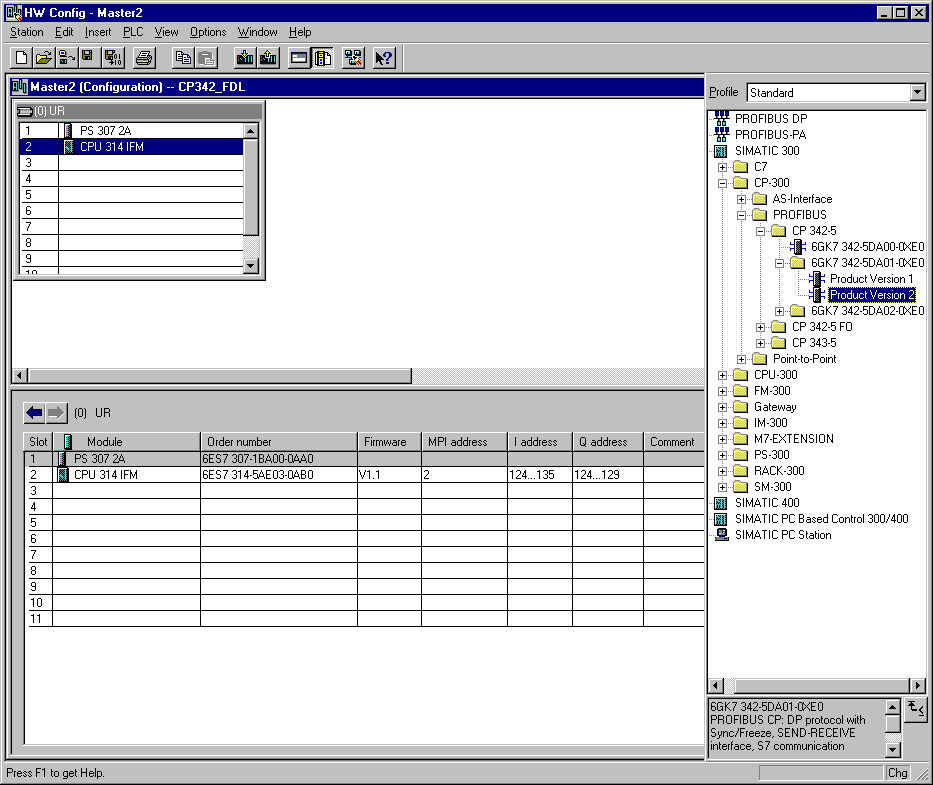 HW Config - Master2
Station Edit Insert PLC View Options Window Help
Master2 (Configuration) -- CP342_FDL
(0) UR
1 PS 307 2A
2 CPU 314 IFM
3
4
5
6
7
8
9
10
(0) UR
Slot Module Order number Firmware MPI address I address Q address Comment
1 PS 307 2A 6ES7 307-1BA00-0AA0
2 CPU 314 IFM 6ES7 314-5AE03-0AB0 V1.1 2 124...135 124...129
3
4
5
6
7
8
9
10
11
Profile Standard
PROFIBUS DP
PROFIBUS-PA
SIMATIC 300
C7
CP-300
AS-Interface
PROFIBUS
CP 342-5
6GK7 342-5DA00-0XE0
6GK7 342-5DA01-0XE0
Product Version 1
Product Version 2
6GK7 342-5DA02-0XE0
CP 342-5 FO
CP 343-5
Point-to-Point
CPU-300
FM-300
Gateway
IM-300
M7-EXTENSION
PS-300
RACK-300
SM-300
SIMATIC 400
SIMATIC PC Based Control 300/400
SIMATIC PC Station
6GK7 342-5DA01-0XE0
PROFIBUS CP: DP protocol with
Sync/Freeze, SEND-RECEIVE
interface, S7 communication
Press F1 to get Help.
Chg